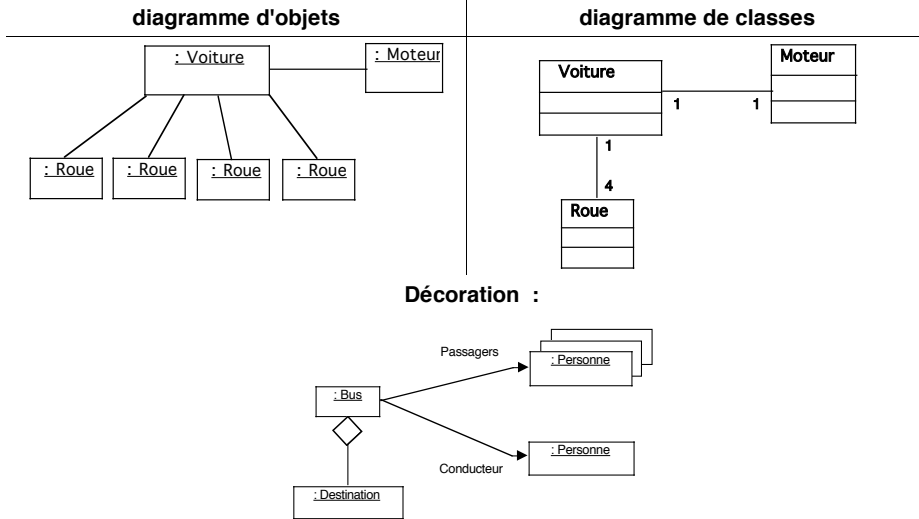 diagramme d'objets
diagramme de classes
: Voiture
: Moteur
: Roue
: Roue
: Roue
: Roue
Voiture
Moteur
1
1
1
4
Roue
Décoration :
Passagers
: Personne
: Bus
: Personne
Conducteur
: Destination